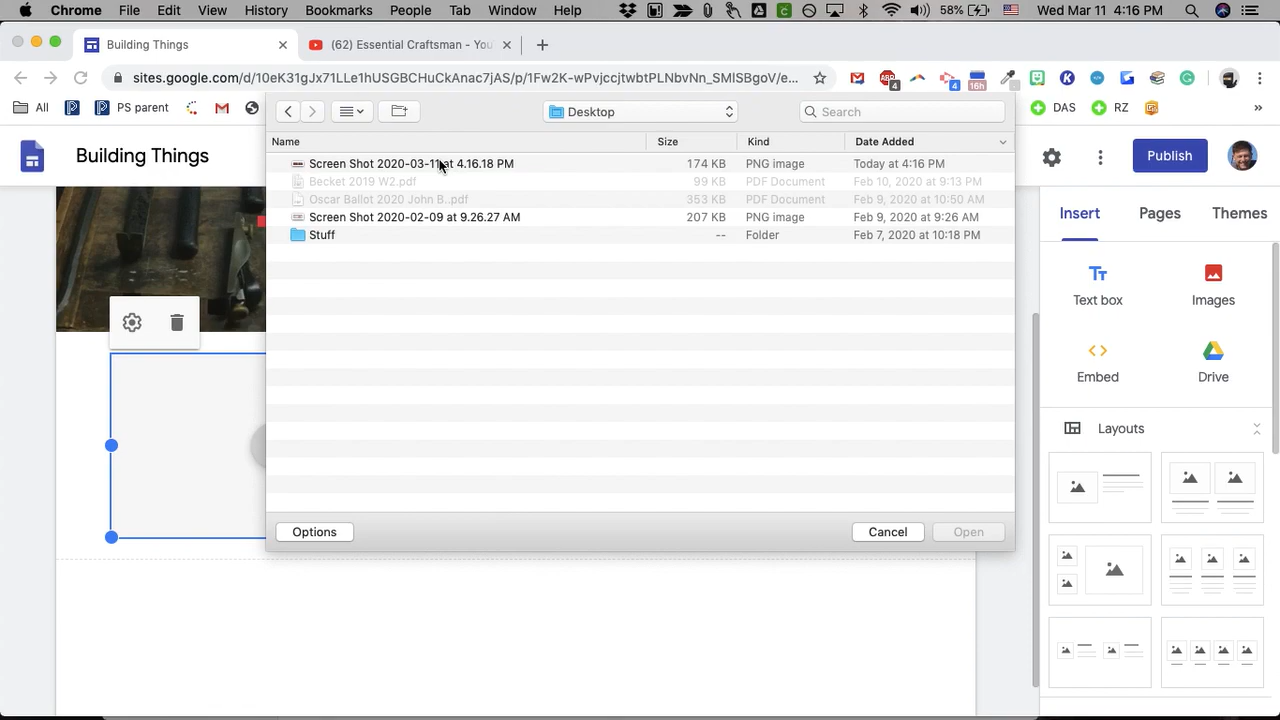 Chrome File Edit View History Bookmarks People Tab Window Help 58% Wed Mar 11 4:16 PM
Building Things (62) Essential Craftsman - You
sites.google.com/d/10eK31gJx71LLe1hUSGBCHuCkAnac7jAS/p/1Fw2K-wPvjccjtwbtPLNbvNn_SMlSBgoV/e... 4 4 16h
All PS parent DAS RZ »
Desktop Search
Name Size Kind Date Added
Building Things Publish
Screen Shot 2020-03-11 at 4.16.18 PM 174 KB PNG image Today at 4:16 PM
Becket 2019 W2.pdf 99 KB PDF Document Feb 10, 2020 at 9:13 PM
Oscar Ballot 2020 John B..pdf 353 KB PDF Document Feb 9, 2020 at 10:50 AM
Screen Shot 2020-02-09 at 9.26.27 AM 207 KB PNG image Feb 9, 2020 at 9:26 AM
Stuff -- Folder Feb 7, 2020 at 10:18 PM
Options Cancel Open
Insert Pages Themes
Tt
Text box Images
Embed Drive
Layouts